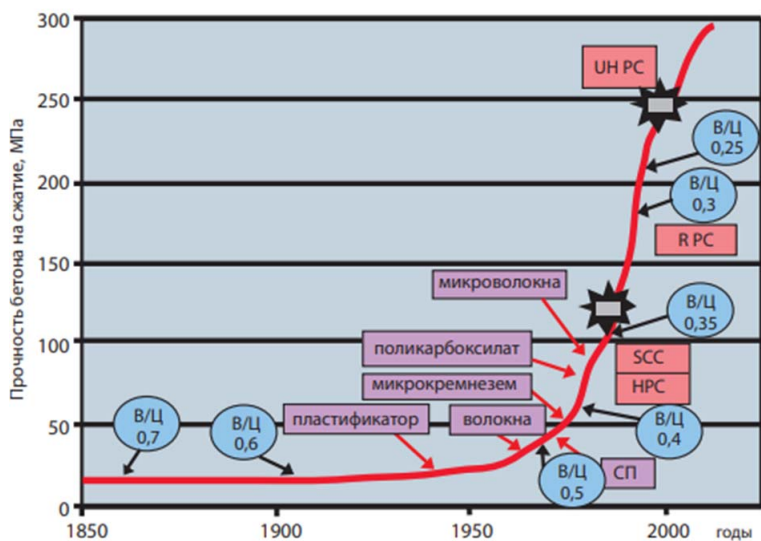 Прочность бетона на сжатие, МПа
300
250
200
150
100
50
0
1850
1900
1950
2000
годы
UH PC
В/Ц
0,25
В/Ц
0,3
R PC
микроволокна
В/Ц
0,35
поликарбоксилат
SCC
микрокремнезем
HPC
В/Ц
0,7
В/Ц
0,6
пластификатор
волокна
В/Ц
0,4
В/Ц
0,5
СП